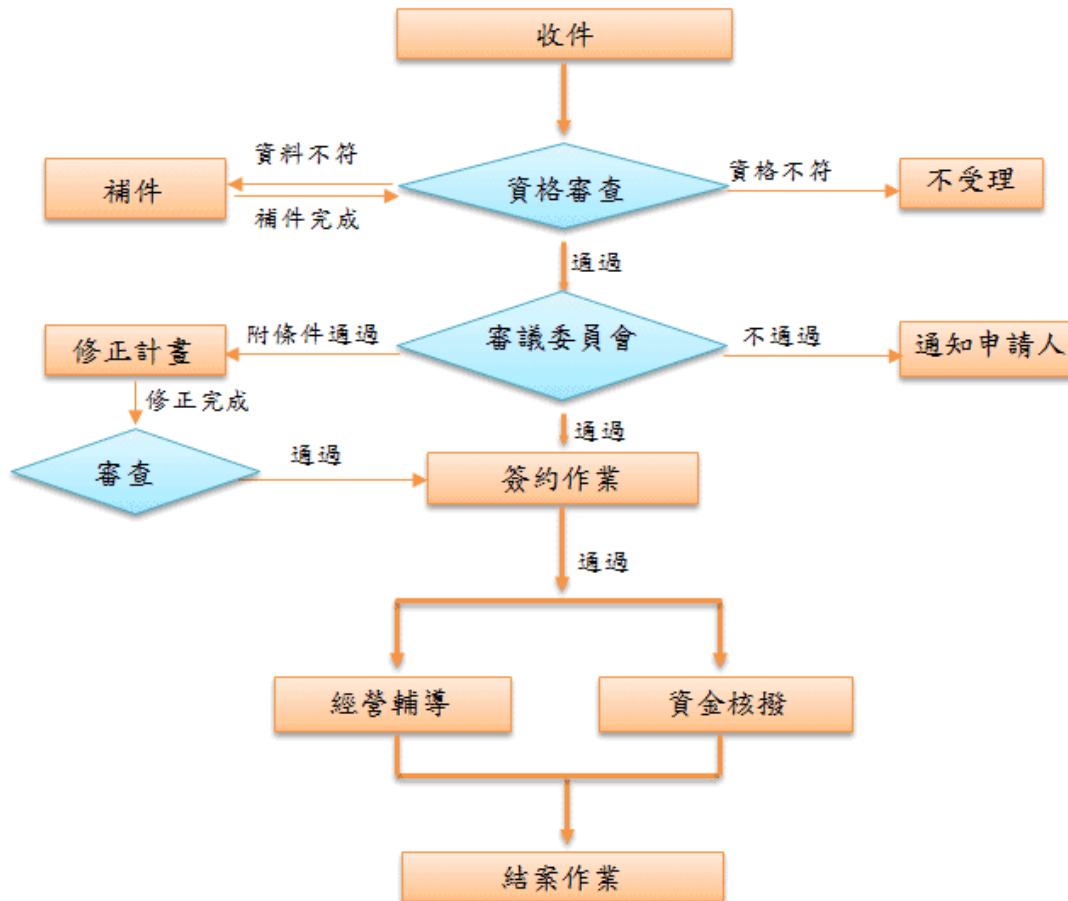 收件
資料不符
補件
資格審查
資格不符
不受理
補件完成
通過
附條件通過
審議委員會
不通過
通知申請人
修正計畫
修正完成
通過
審查
通過
簽約作業
通過
經營輔導
資金核撥
結案作業